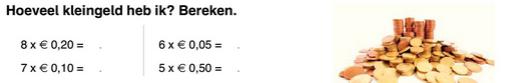 Hoeveel kleingeld heb ik? Bereken.
8 x € 0,20 = .
6 x € 0,05 = .
7 x € 0,10 = .
5 x € 0,50 = .